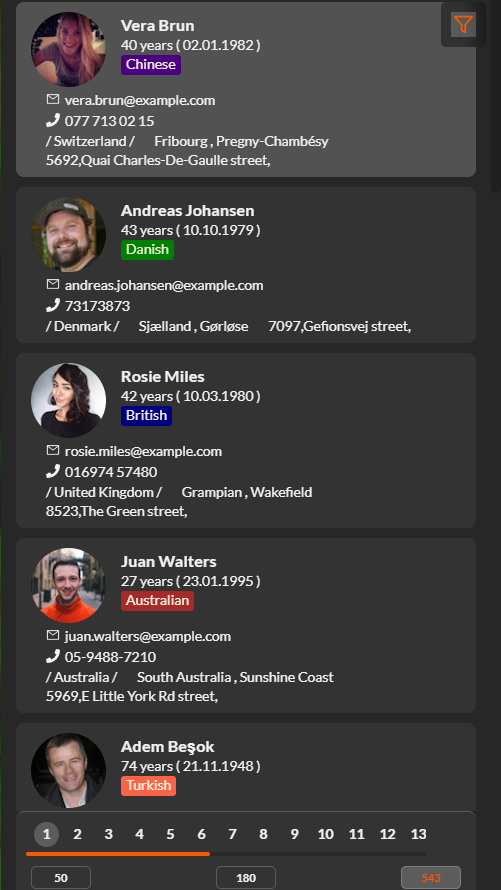 Vera Brun
40 years ( 02.01.1982 )
Chinese
vera.brun@example.com
077 713 02 15
/ Switzerland / Fribourg , Pregny-Chambésy
5692,Quai Charles-De-Gaulle street,
Andreas Johansen
43 years ( 10.10.1979 )
Danish
andreas.johansen@example.com
73173873
/ Denmark / Sjælland , Gørløse 7097,Gefionsvej street,
Rosie Miles
42 years ( 10.03.1980 )
British
rosie.miles@example.com
016974 57480
/ United Kingdom / Grampian , Wakefield
8523,The Green street,
Juan Walters
27 years ( 23.01.1995 )
Australian
juan.walters@example.com
05-9488-7210
/ Australia / South Australia , Sunshine Coast
5969,E Little York Rd street,
Adem Beşok
74 years ( 21.11.1948 )
Turkish
1 2 3 4 5 6 7 8 9 10 11 12 13
50 180 543